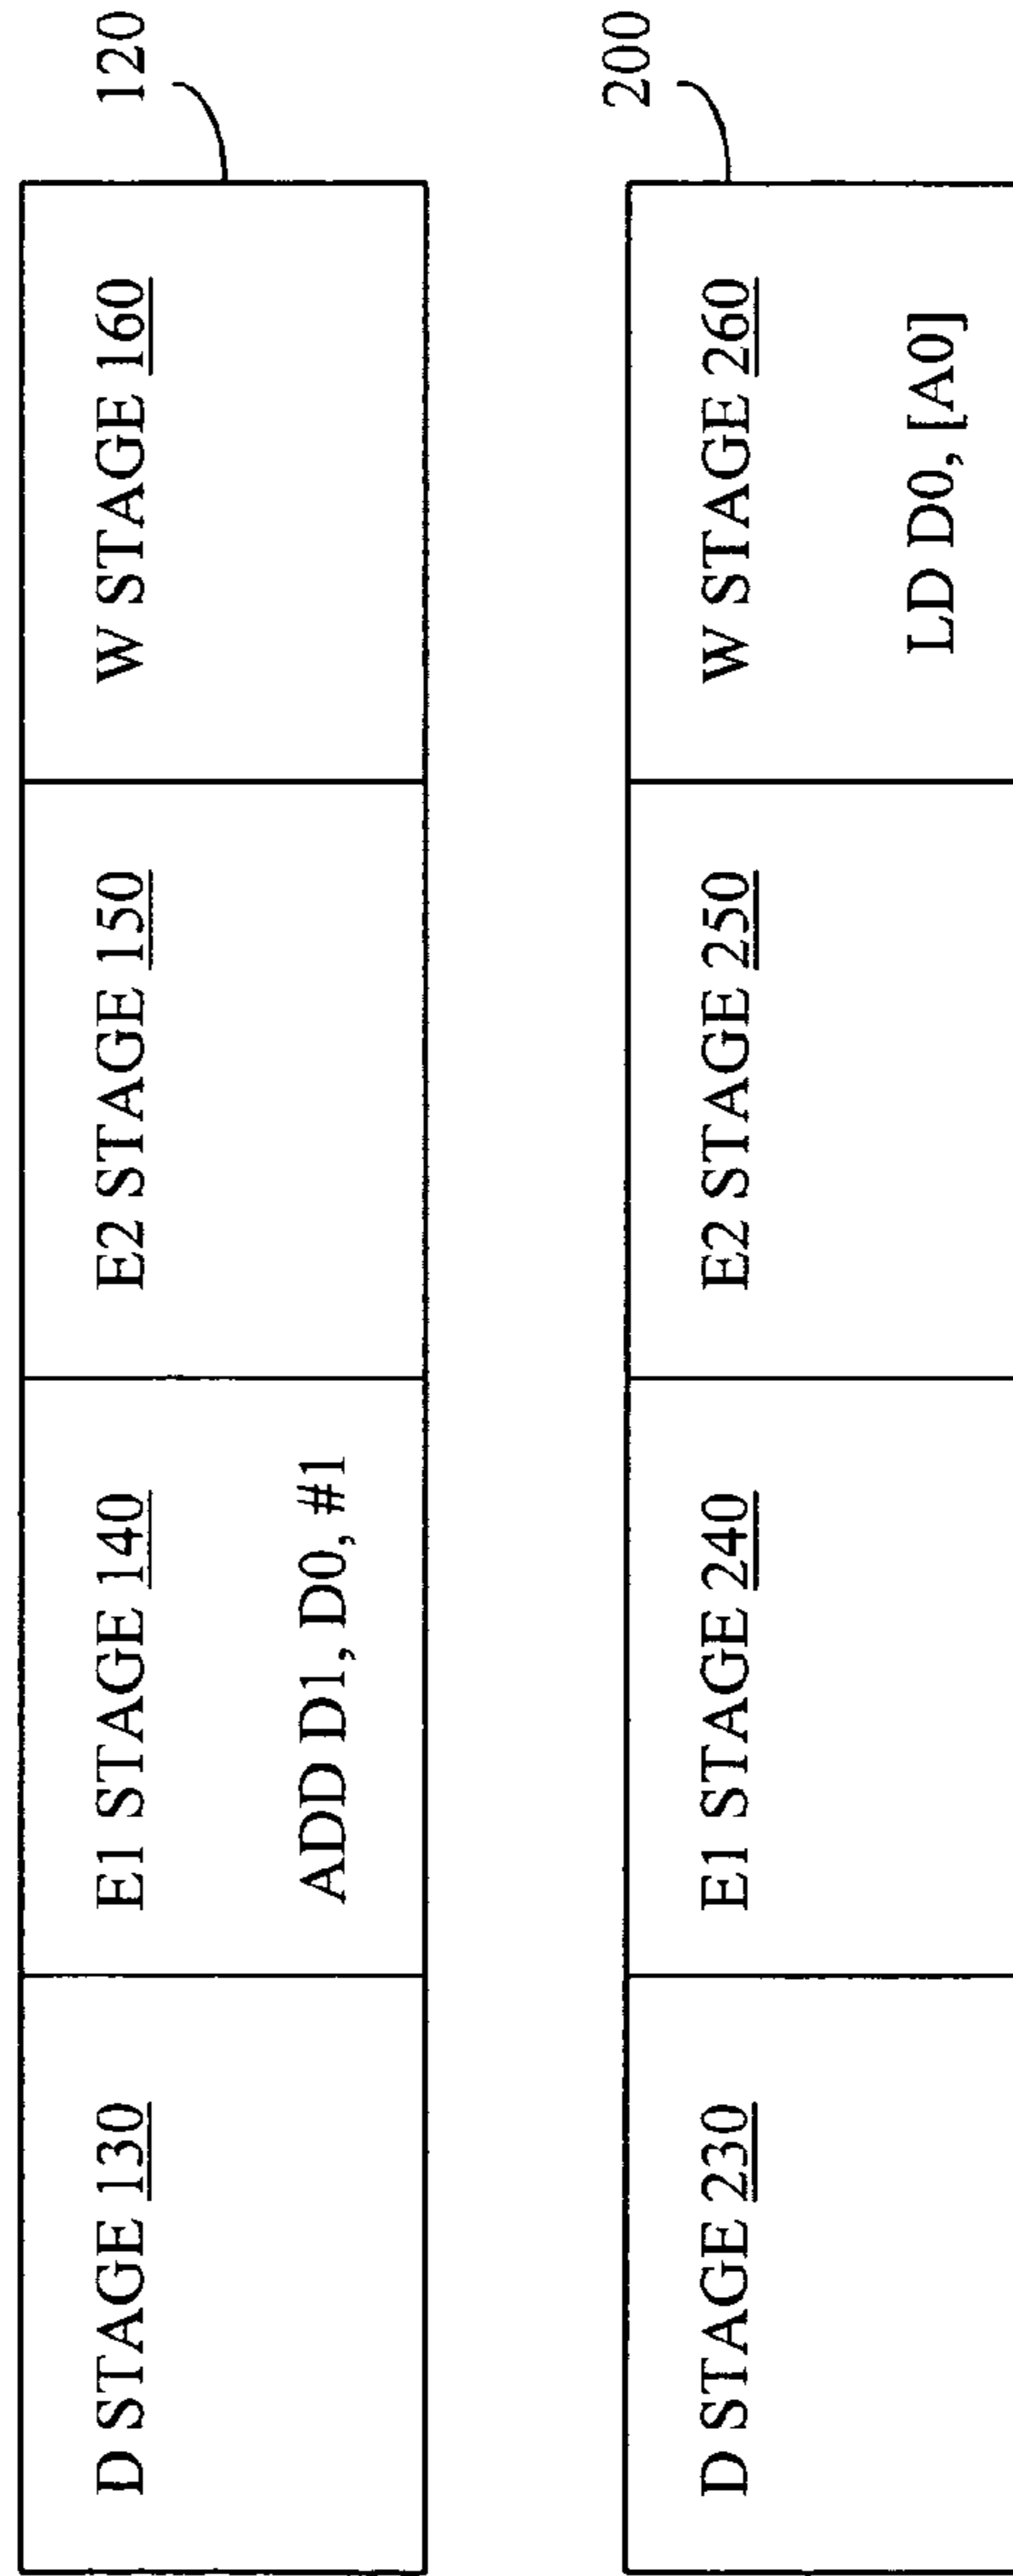 120
D STAGE 130
E1 STAGE 140
E2 STAGE 150
W STAGE 160
ADD D1, D0, #1
200
D STAGE 230
E1 STAGE 240
E2 STAGE 250
W STAGE 260
LD D0, [A0]